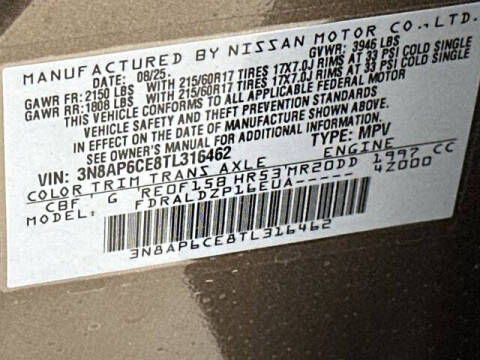 MANUFACTURED BY NISSAN MOTOR CO., LTD.
DATE: 08/25. GVWR: 3946 LBS
GAWR FR: 2150 LBS WITH 215/60R17 TIRES 17X7.0J RIMS AT 33 PSI COLD SINGLE
GAWR RR: 1808 LBS WITH 215/60R17 TIRES 17X7.0J RIMS AT 33 PSI COLD SINGLE
THIS VEHICLE CONFORMS TO ALL APPLICABLE FEDERAL MOTOR
VEHICLE SAFETY AND THEFT PREVENTION STANDARDS
IN EFFECT ON THE DATE OF MANUFACTURE SHOWN ABOVE.
SEE OWNER'S MANUAL FOR ADDITIONAL INFORMATION.
VIN: 3N8AP6CE8TL316462 TYPE: MPV
COLOR TRIM TRANS AXLE ENGINE
CBF G RE0F15B HR53 MR20DD 1997 CC
MODEL: FDRALDZP16EUA----- 4Z000
3N8AP6CE8TL316462